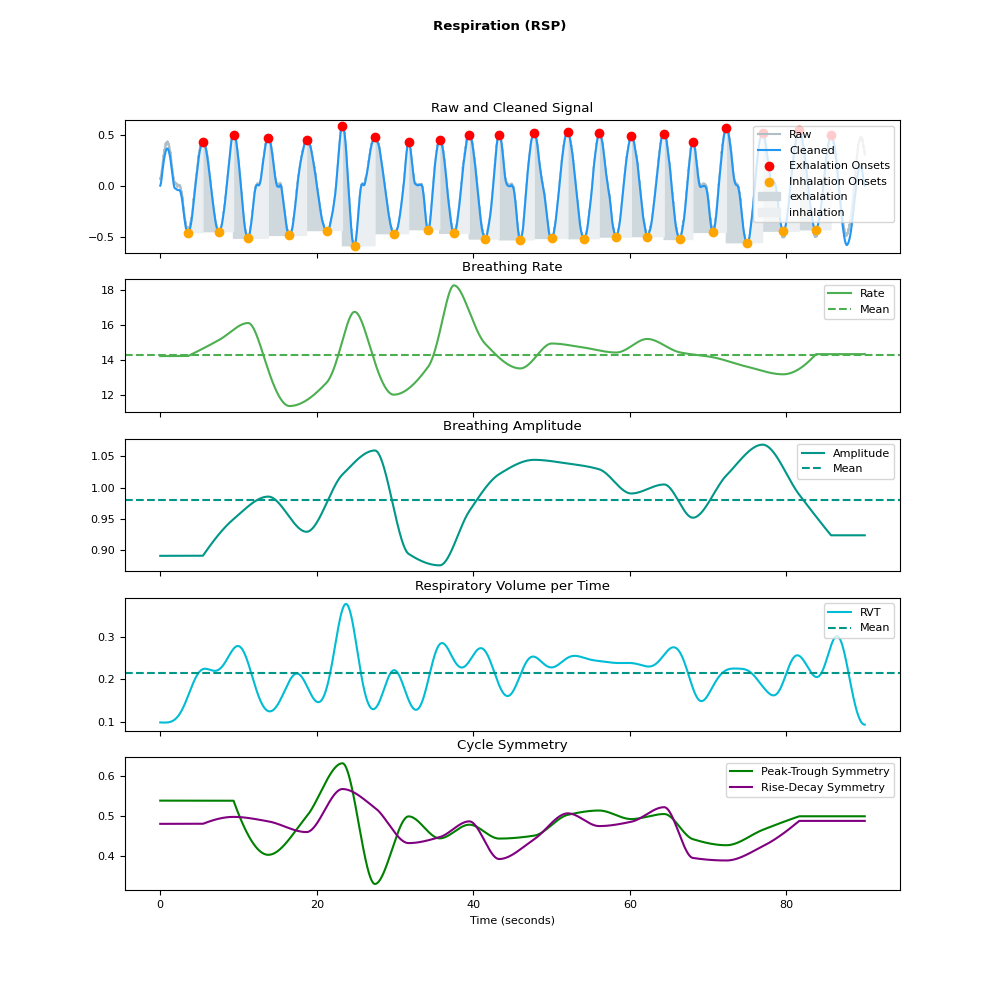 Respiration (RSP)
Raw and Cleaned Signal
0.5
0.0
−0.5
Raw
Cleaned
Exhalation Onsets
Inhalation Onsets
exhalation
inhalation
Breathing Rate
18
16
14
12
Rate
Mean
Breathing Amplitude
1.05
1.00
0.95
0.90
Amplitude
Mean
Respiratory Volume per Time
0.3
0.2
0.1
RVT
Mean
Cycle Symmetry
0.6
0.5
0.4
Peak-Trough Symmetry
Rise-Decay Symmetry
0 20 40 60 80
Time (seconds)